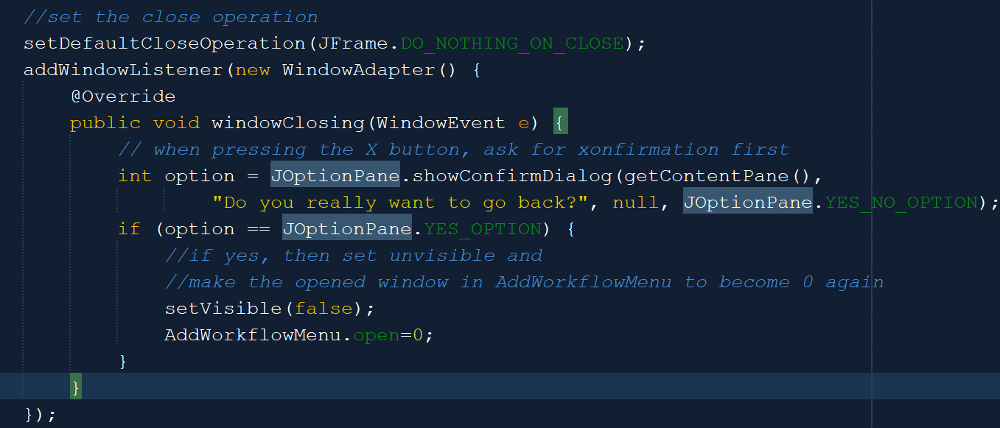 //set the close operation
setDefaultCloseOperation(JFrame.DO_NOTHING_ON_CLOSE);
addWindowListener(new WindowAdapter() {
@Override
public void windowClosing(WindowEvent e) {
// when pressing the X button, ask for xonfirmation first
int option = JOptionPane.showConfirmDialog(getContentPane(),
"Do you really want to go back?", null, JOptionPane.YES_NO_OPTION);
if (option == JOptionPane.YES_OPTION) {
//if yes, then set unvisible and
//make the opened window in AddWorkflowMenu to become 0 again
setVisible(false);
AddWorkflowMenu.open=0;
}
}
});